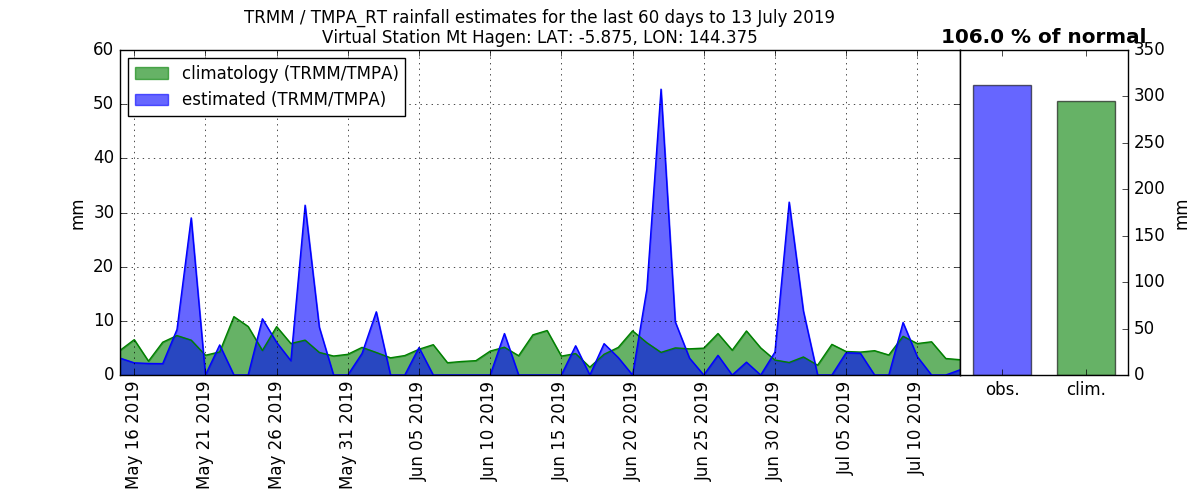 TRMM / TMPA_RT rainfall estimates for the last 60 days to 13 July 2019
Virtual Station Mt Hagen: LAT: -5.875, LON: 144.375
106.0 % of normal
climatology (TRMM/TMPA)
estimated (TRMM/TMPA)
60
50
40
30
20
10
0
mm
May 16 2019
May 21 2019
May 26 2019
May 31 2019
Jun 05 2019
Jun 10 2019
Jun 15 2019
Jun 20 2019
Jun 25 2019
Jun 30 2019
Jul 05 2019
Jul 10 2019
350
300
250
200
150
100
50
0
mm
obs.
clim.